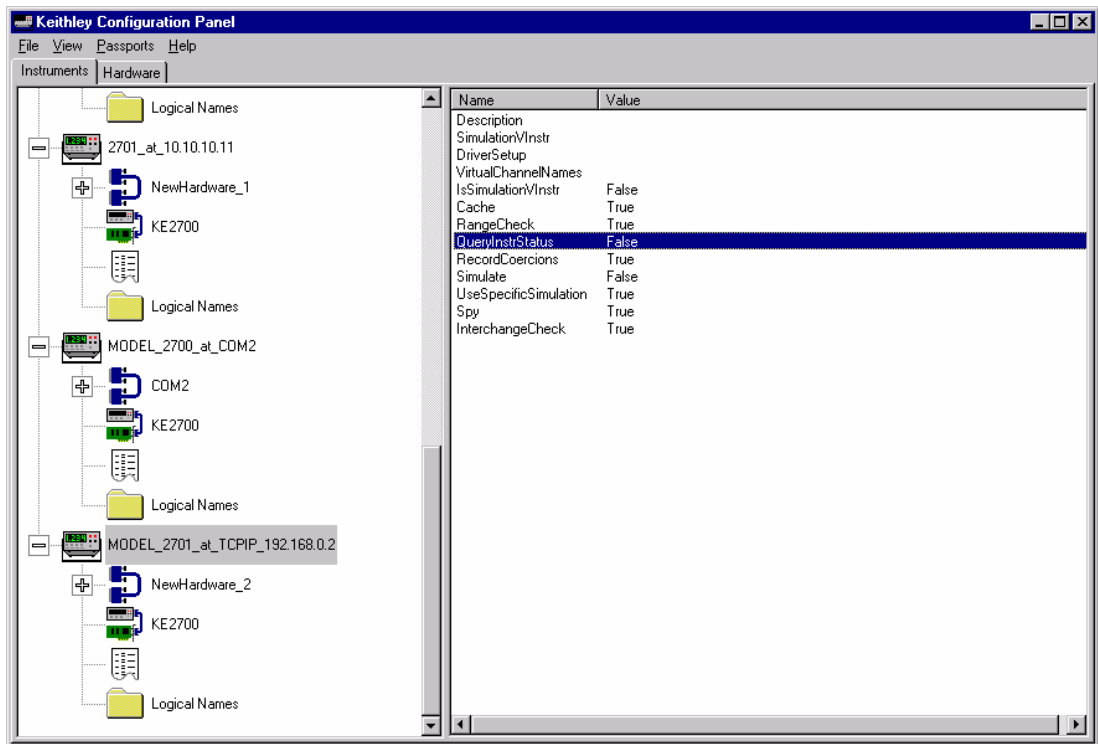 Keithley Configuration Panel
File View Passports Help
Instruments Hardware
Logical Names
2701_at_10.10.10.11
NewHardware_1
KE2700
Logical Names
MODEL_2700_at_COM2
COM2
KE2700
Logical Names
MODEL_2701_at_TCPIP_192.168.0.2
NewHardware_2
KE2700
Logical Names
Name Value
Description
SimulationVInstr
DriverSetup
VirtualChannelNames
IsSimulationVInstr False
Cache True
RangeCheck True
QueryInstrStatus False
RecordCoercions True
Simulate False
UseSpecificSimulation True
Spy True
InterchangeCheck True